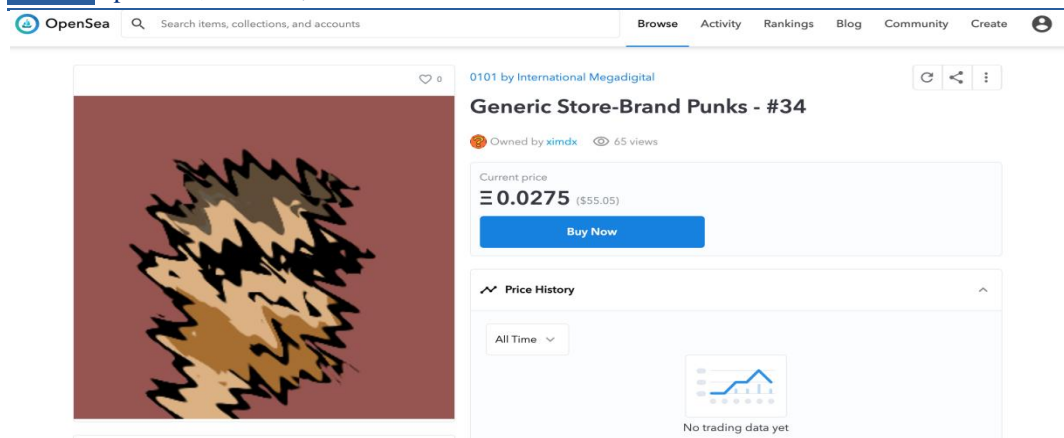 OpenSea Search items, collections, and accounts Browse Activity Rankings Blog Community Create
0
0101 by International Megadigital
Generic Store-Brand Punks - #34
Owned by ximdx 65 views
Current price
Ξ 0.0275 ($55.05)
Buy Now
Price History
All Time
No trading data yet